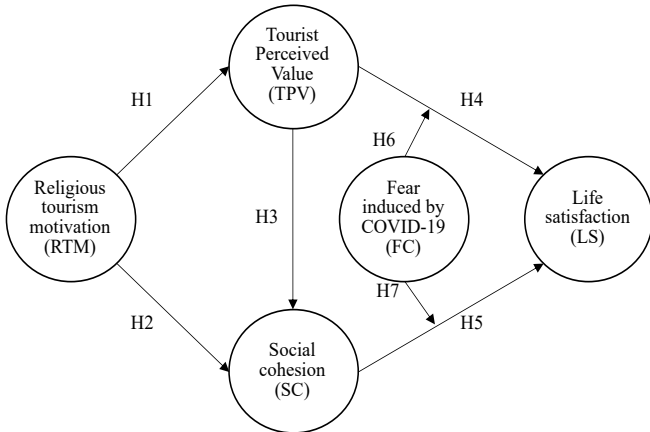 Tourist
Perceived
Value
(TPV)
H1
H4
H6
Religious
tourism
motivation
(RTM)
H3
Fear
induced by
COVID-19
(FC)
Life
satisfaction
(LS)
H7
H2
H5
Social
cohesion
(SC)